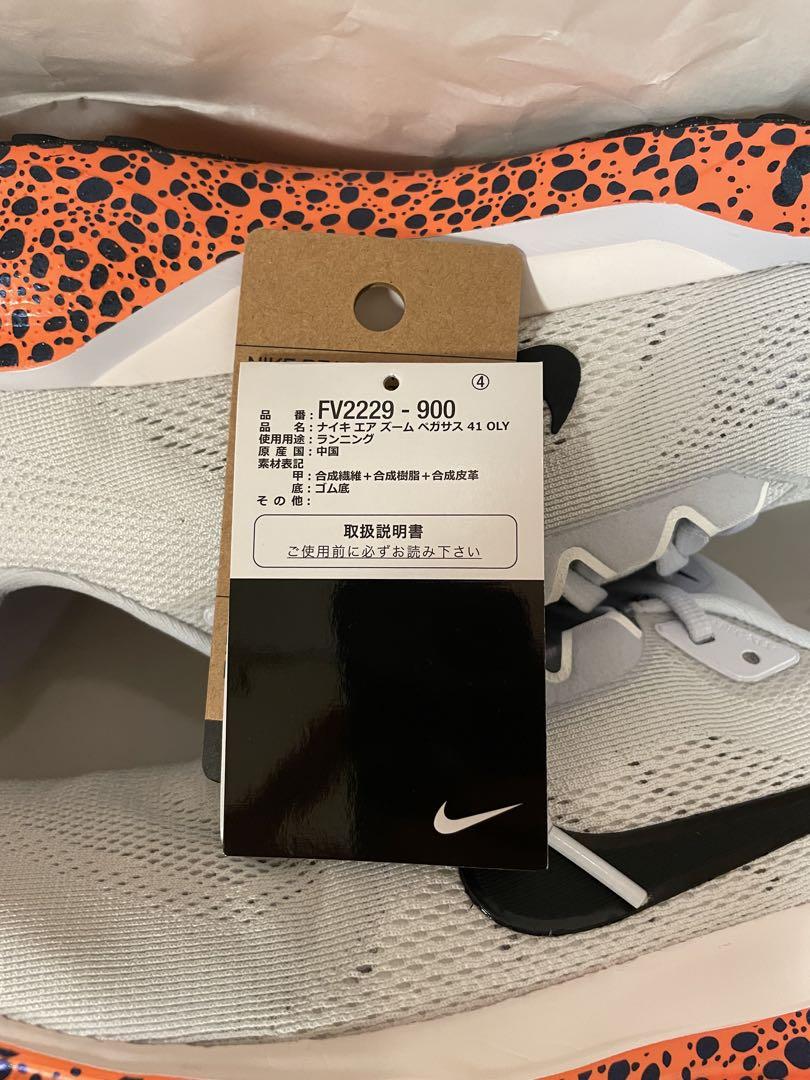 NIKE
④
品 番 : FV2229 - 900
品 名 : ナイキ エア ズーム ペガサス 41 OLY
使用用途 : ランニング
原 産 国 : 中国
素材表記
甲 : 合成繊維＋合成樹脂＋合成皮革
底 : ゴム底
そ の 他 :
取扱説明書
ご使用前に必ずお読み下さい